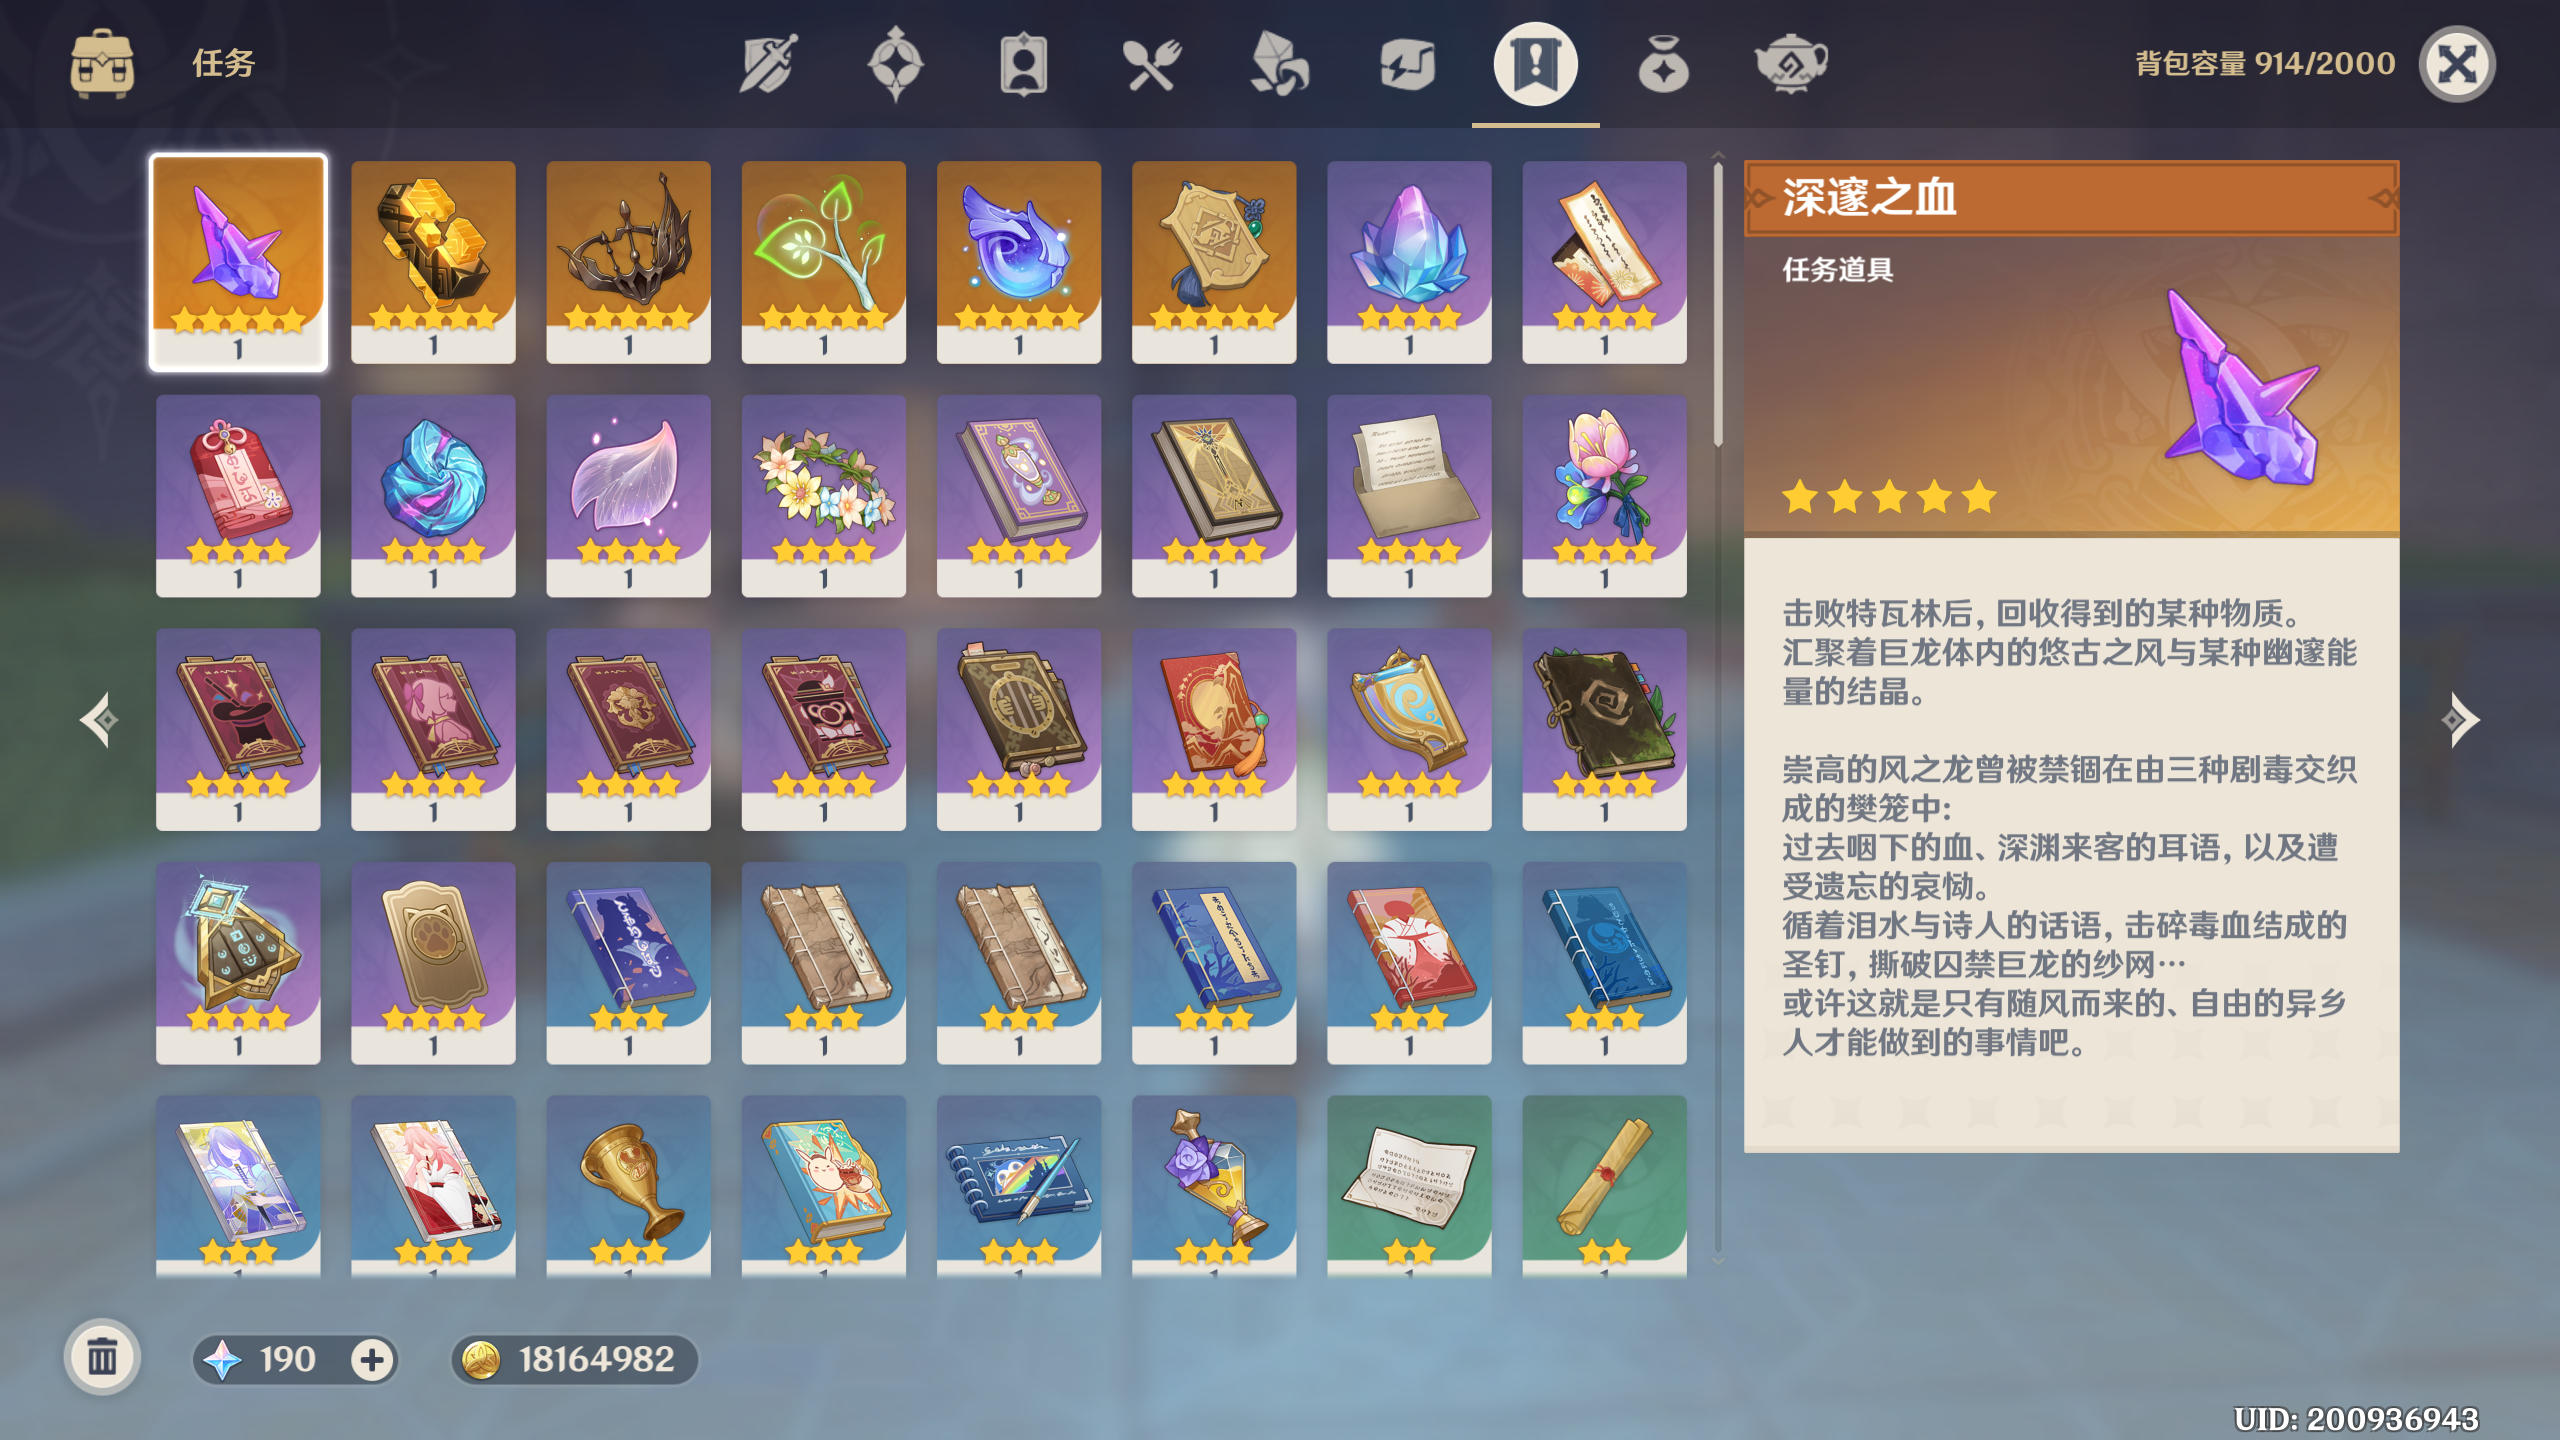 任务
背包容量 914/2000
深邃之血
任务道具
击败特瓦林后, 回收得到的某种物质。
汇聚着巨龙体内的悠古之风与某种幽邃能
量的结晶。
崇高的风之龙曾被禁锢在由三种剧毒交织
成的樊笼中:
过去咽下的血、深渊来客的耳语, 以及遭
受遗忘的哀恸。
循着泪水与诗人的话语, 击碎毒血结成的
圣钉, 撕破囚禁巨龙的纱网…
或许这就是只有随风而来的、自由的异乡
人才能做到的事情吧。
1 1 1 1 1 1 1 1
1 1 1 1 1 1 1 1
1 1 1 1 1 1 1 1
1 1 1 1 1 1 1 1
190
18164982
UID: 200936943